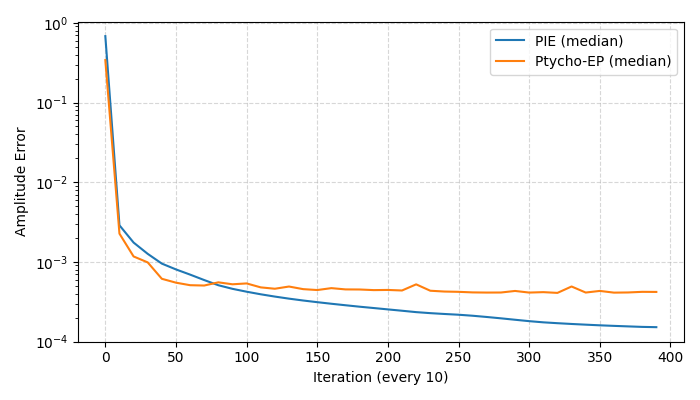 10⁰
10⁻¹
10⁻²
10⁻³
10⁻⁴
Amplitude Error
PIE (median)
Ptycho-EP (median)
0 50 100 150 200 250 300 350 400
Iteration (every 10)